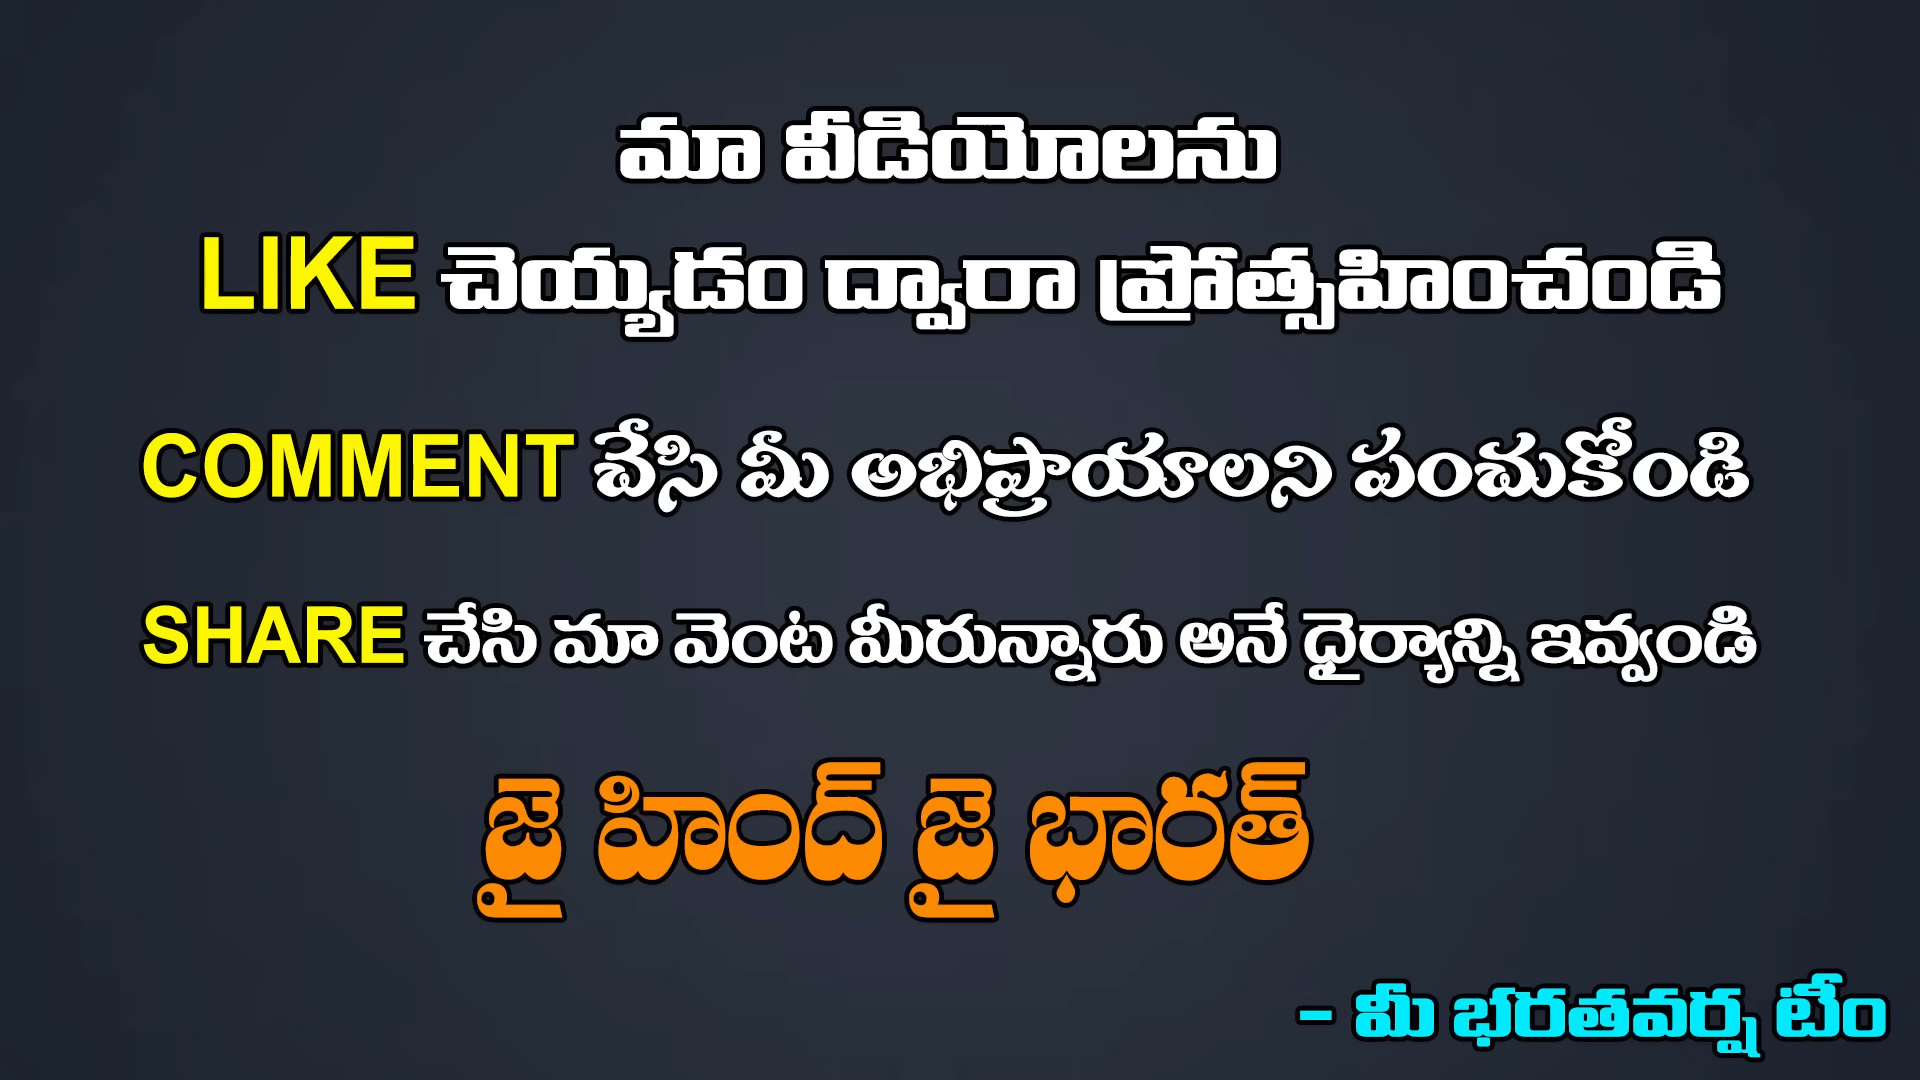 మా వీడియోలను
LIKE చెయ్యడం ద్వారా ప్రోత్సహించండి
COMMENT చేసి మీ అభిప్రాయాలని పంచుకోండి
SHARE చేసి మా వెంట మీరున్నారు అనే ధైర్యాన్ని ఇవ్వండి
జై హింద్ జై భారత్
- మీ భరతవర్ష టీం